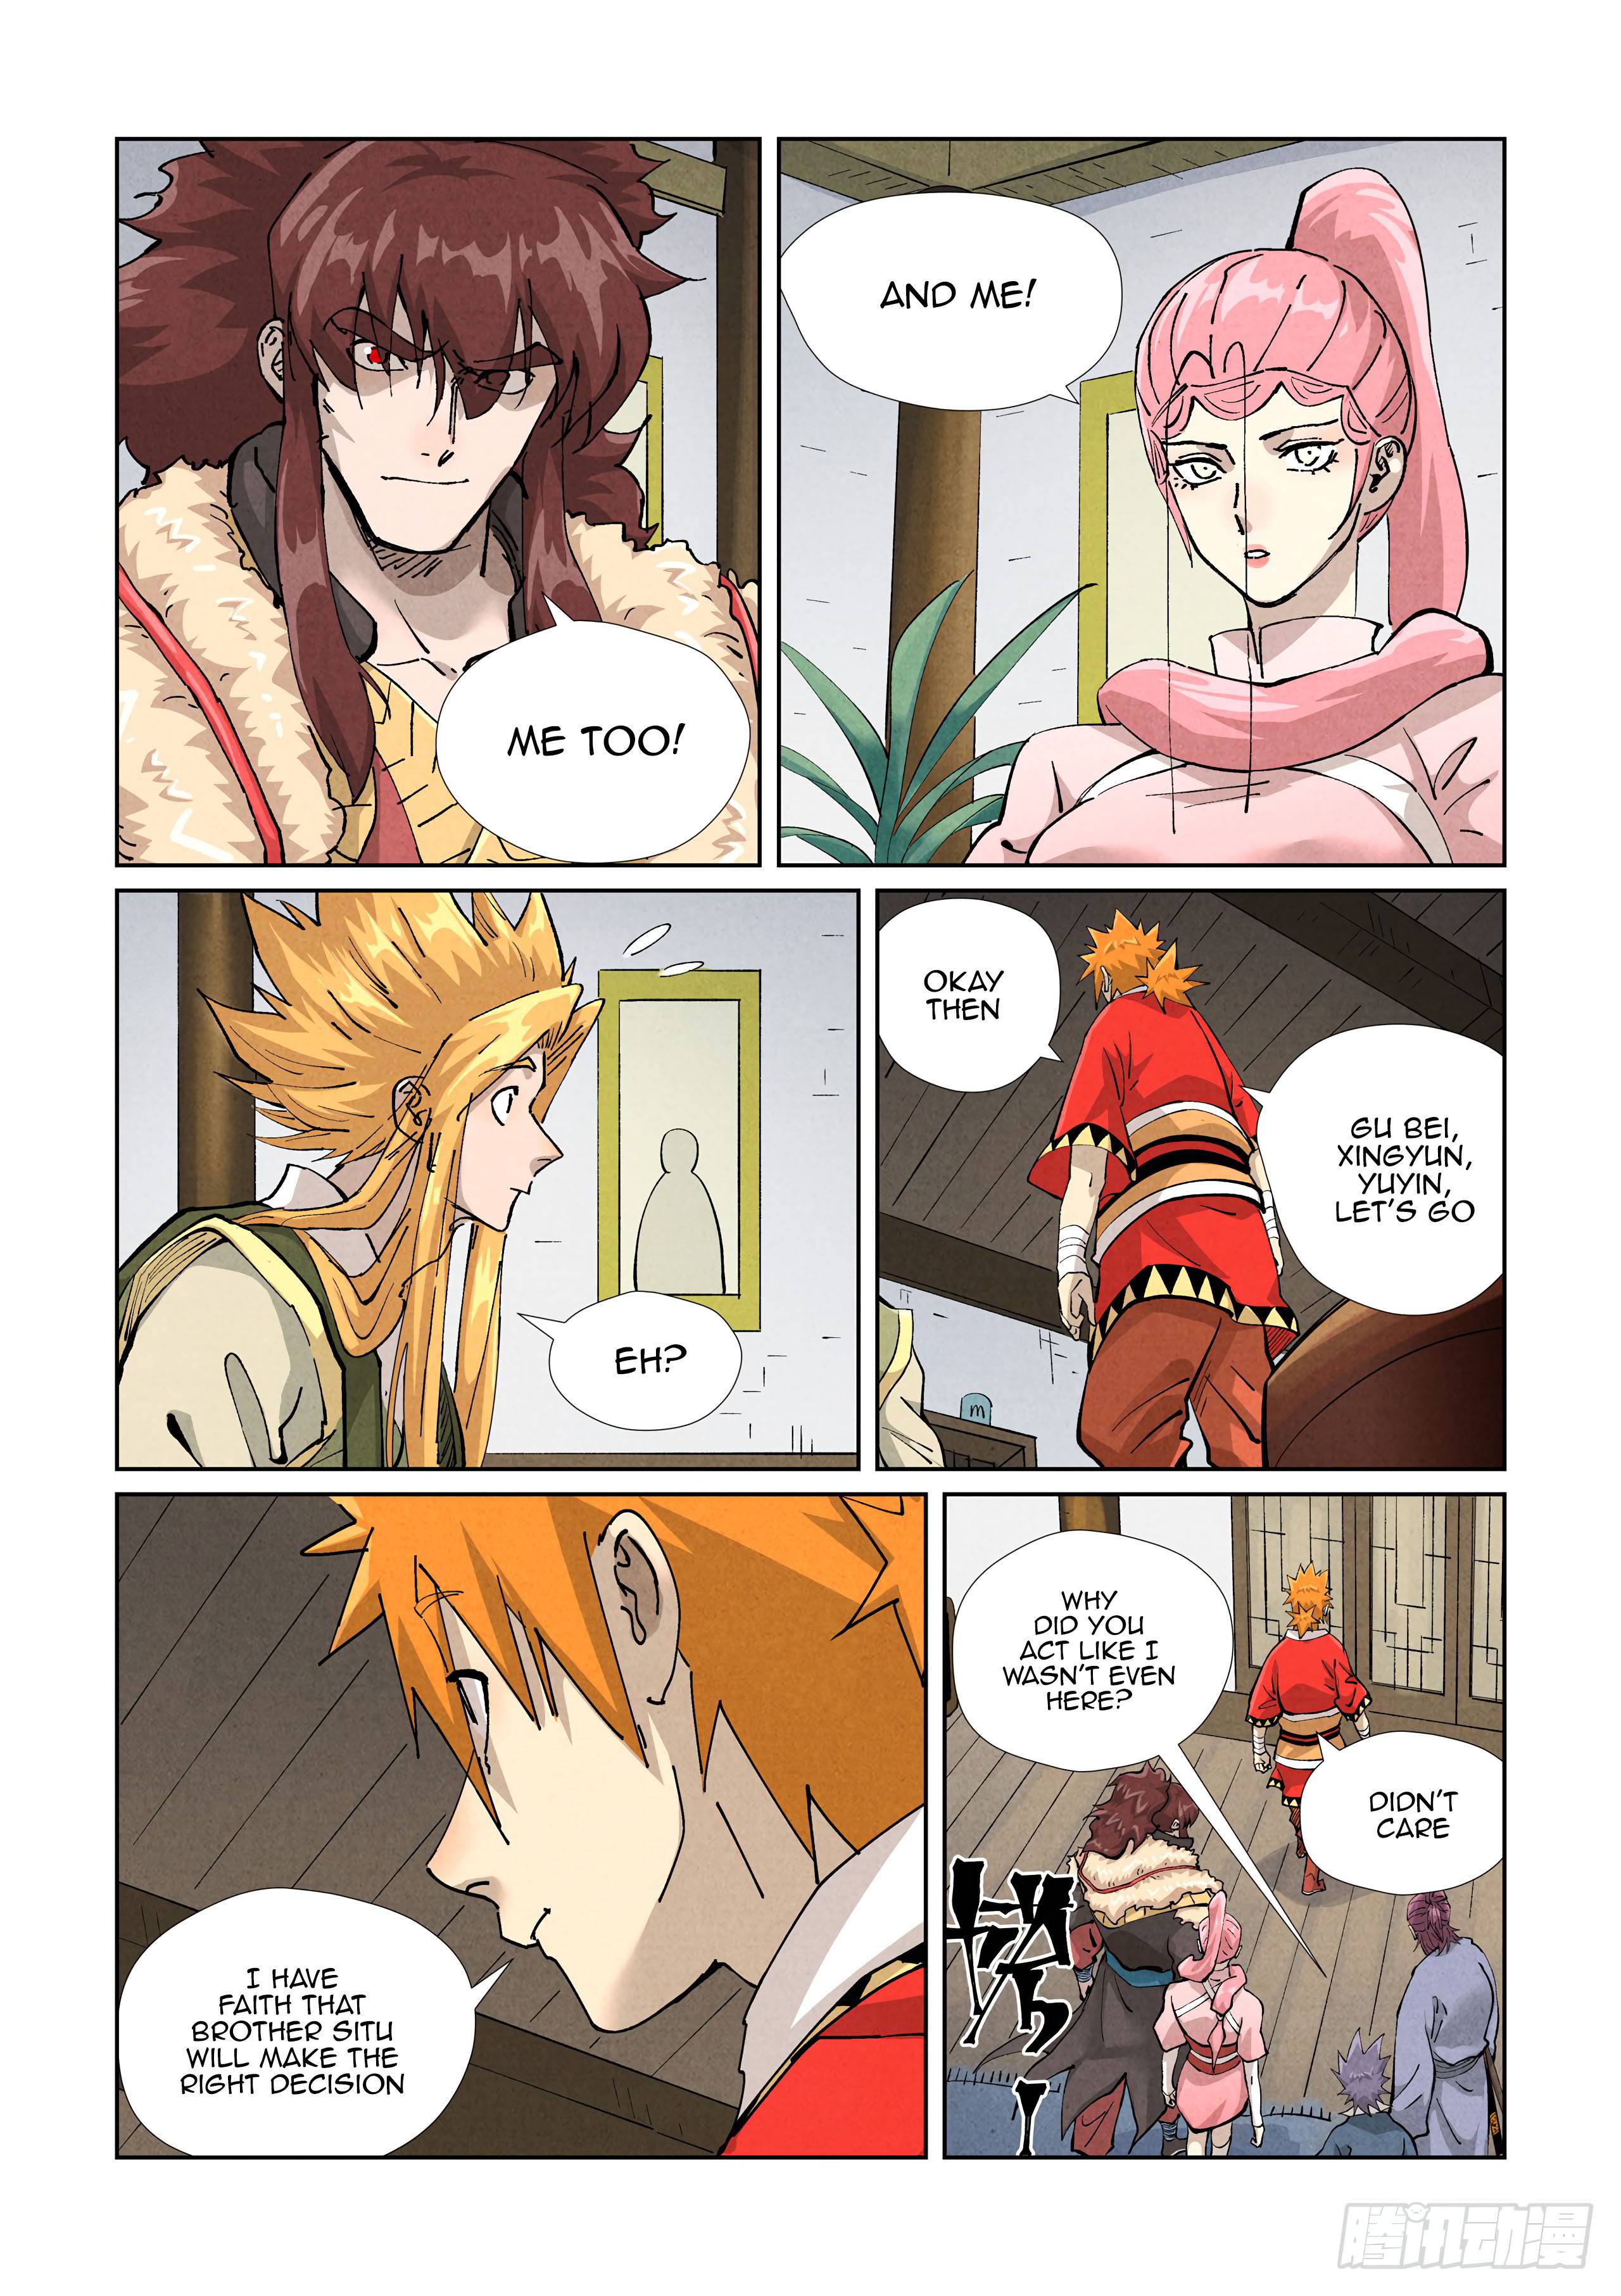 ME TOO!
AND ME!
EH?
OKAY
THEN
GU BEI,
XINGYUN,
YUYIN,
LET'S GO
I HAVE
FAITH THAT
BROTHER SITU
WILL MAKE THE
RIGHT DECISION
WHY
DID YOU
ACT LIKE I
WASN'T EVEN
HERE?
DIDN'T
CARE
腾讯动漫